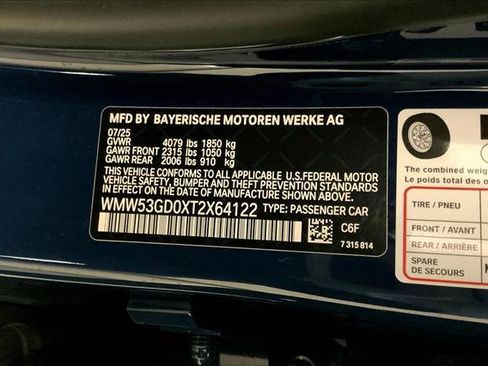 MFD BY BAYERISCHE MOTOREN WERKE AG
07/25
GVWR 4079 lbs 1850 kg
GAWR FRONT 2315 lbs 1050 kg
GAWR REAR 2006 lbs 910 kg
THIS VEHICLE CONFORMS TO ALL APPLICABLE U.S.FEDERAL MOTOR
VEHICLE SAFETY, BUMPER, AND THEFT PREVENTION
STANDARDS IN EFFECT ON THE DATE OF MANUFACTURE SHOWN ABOVE.
WMW53GD0XT2X64122 TYPE: PASSENGER CAR
C6F
7 315 814
The combined weig
Le poids total des o
TIRE / PNEU
FRONT / AVANT
REAR / ARRIÈRE
SPARE
DE SECOURS